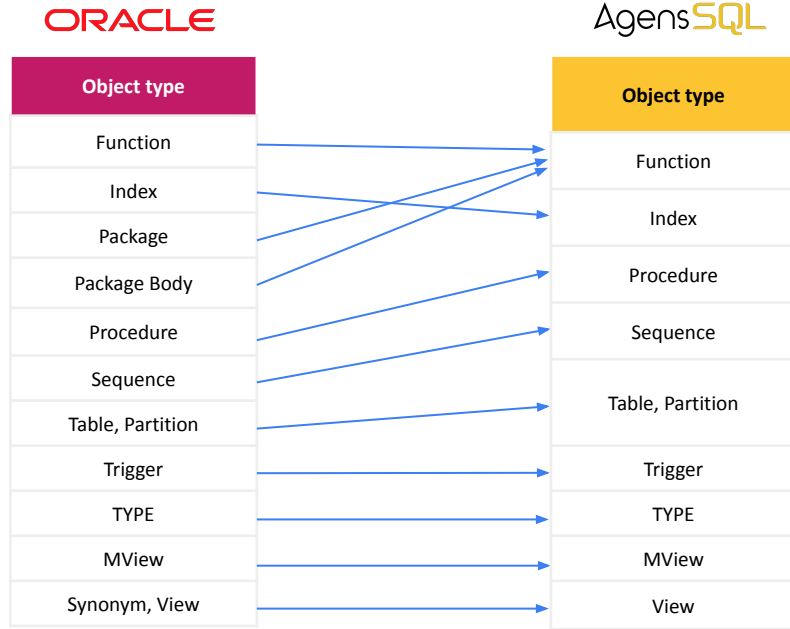 ORACLE
AgensSQL
Object type
Function
Index
Package
Package Body
Procedure
Sequence
Table, Partition
Trigger
TYPE
MView
Synonym, View
Object type
Function
Index
Procedure
Sequence
Table, Partition
Trigger
TYPE
MView
View